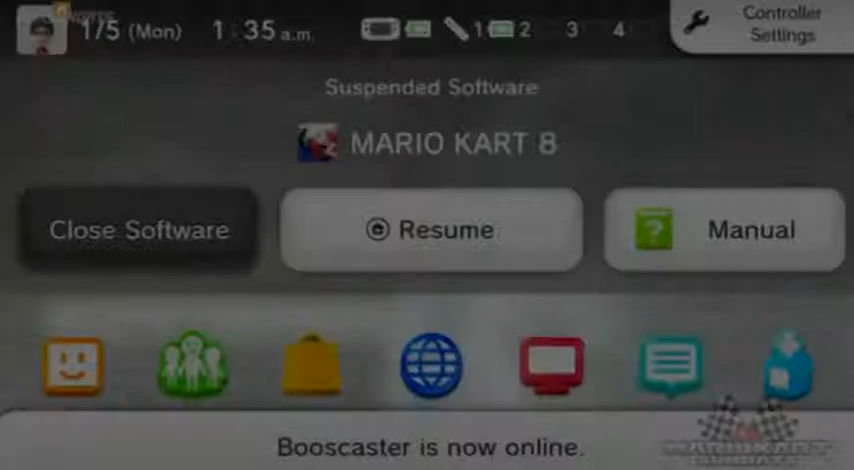 1/5 (Mon) 1:35 a.m. 1 2 3 4
Controller
Settings
Suspended Software
MARIO KART 8
Close Software
Resume
Manual
?
Booscaster is now online.
MARIOKART